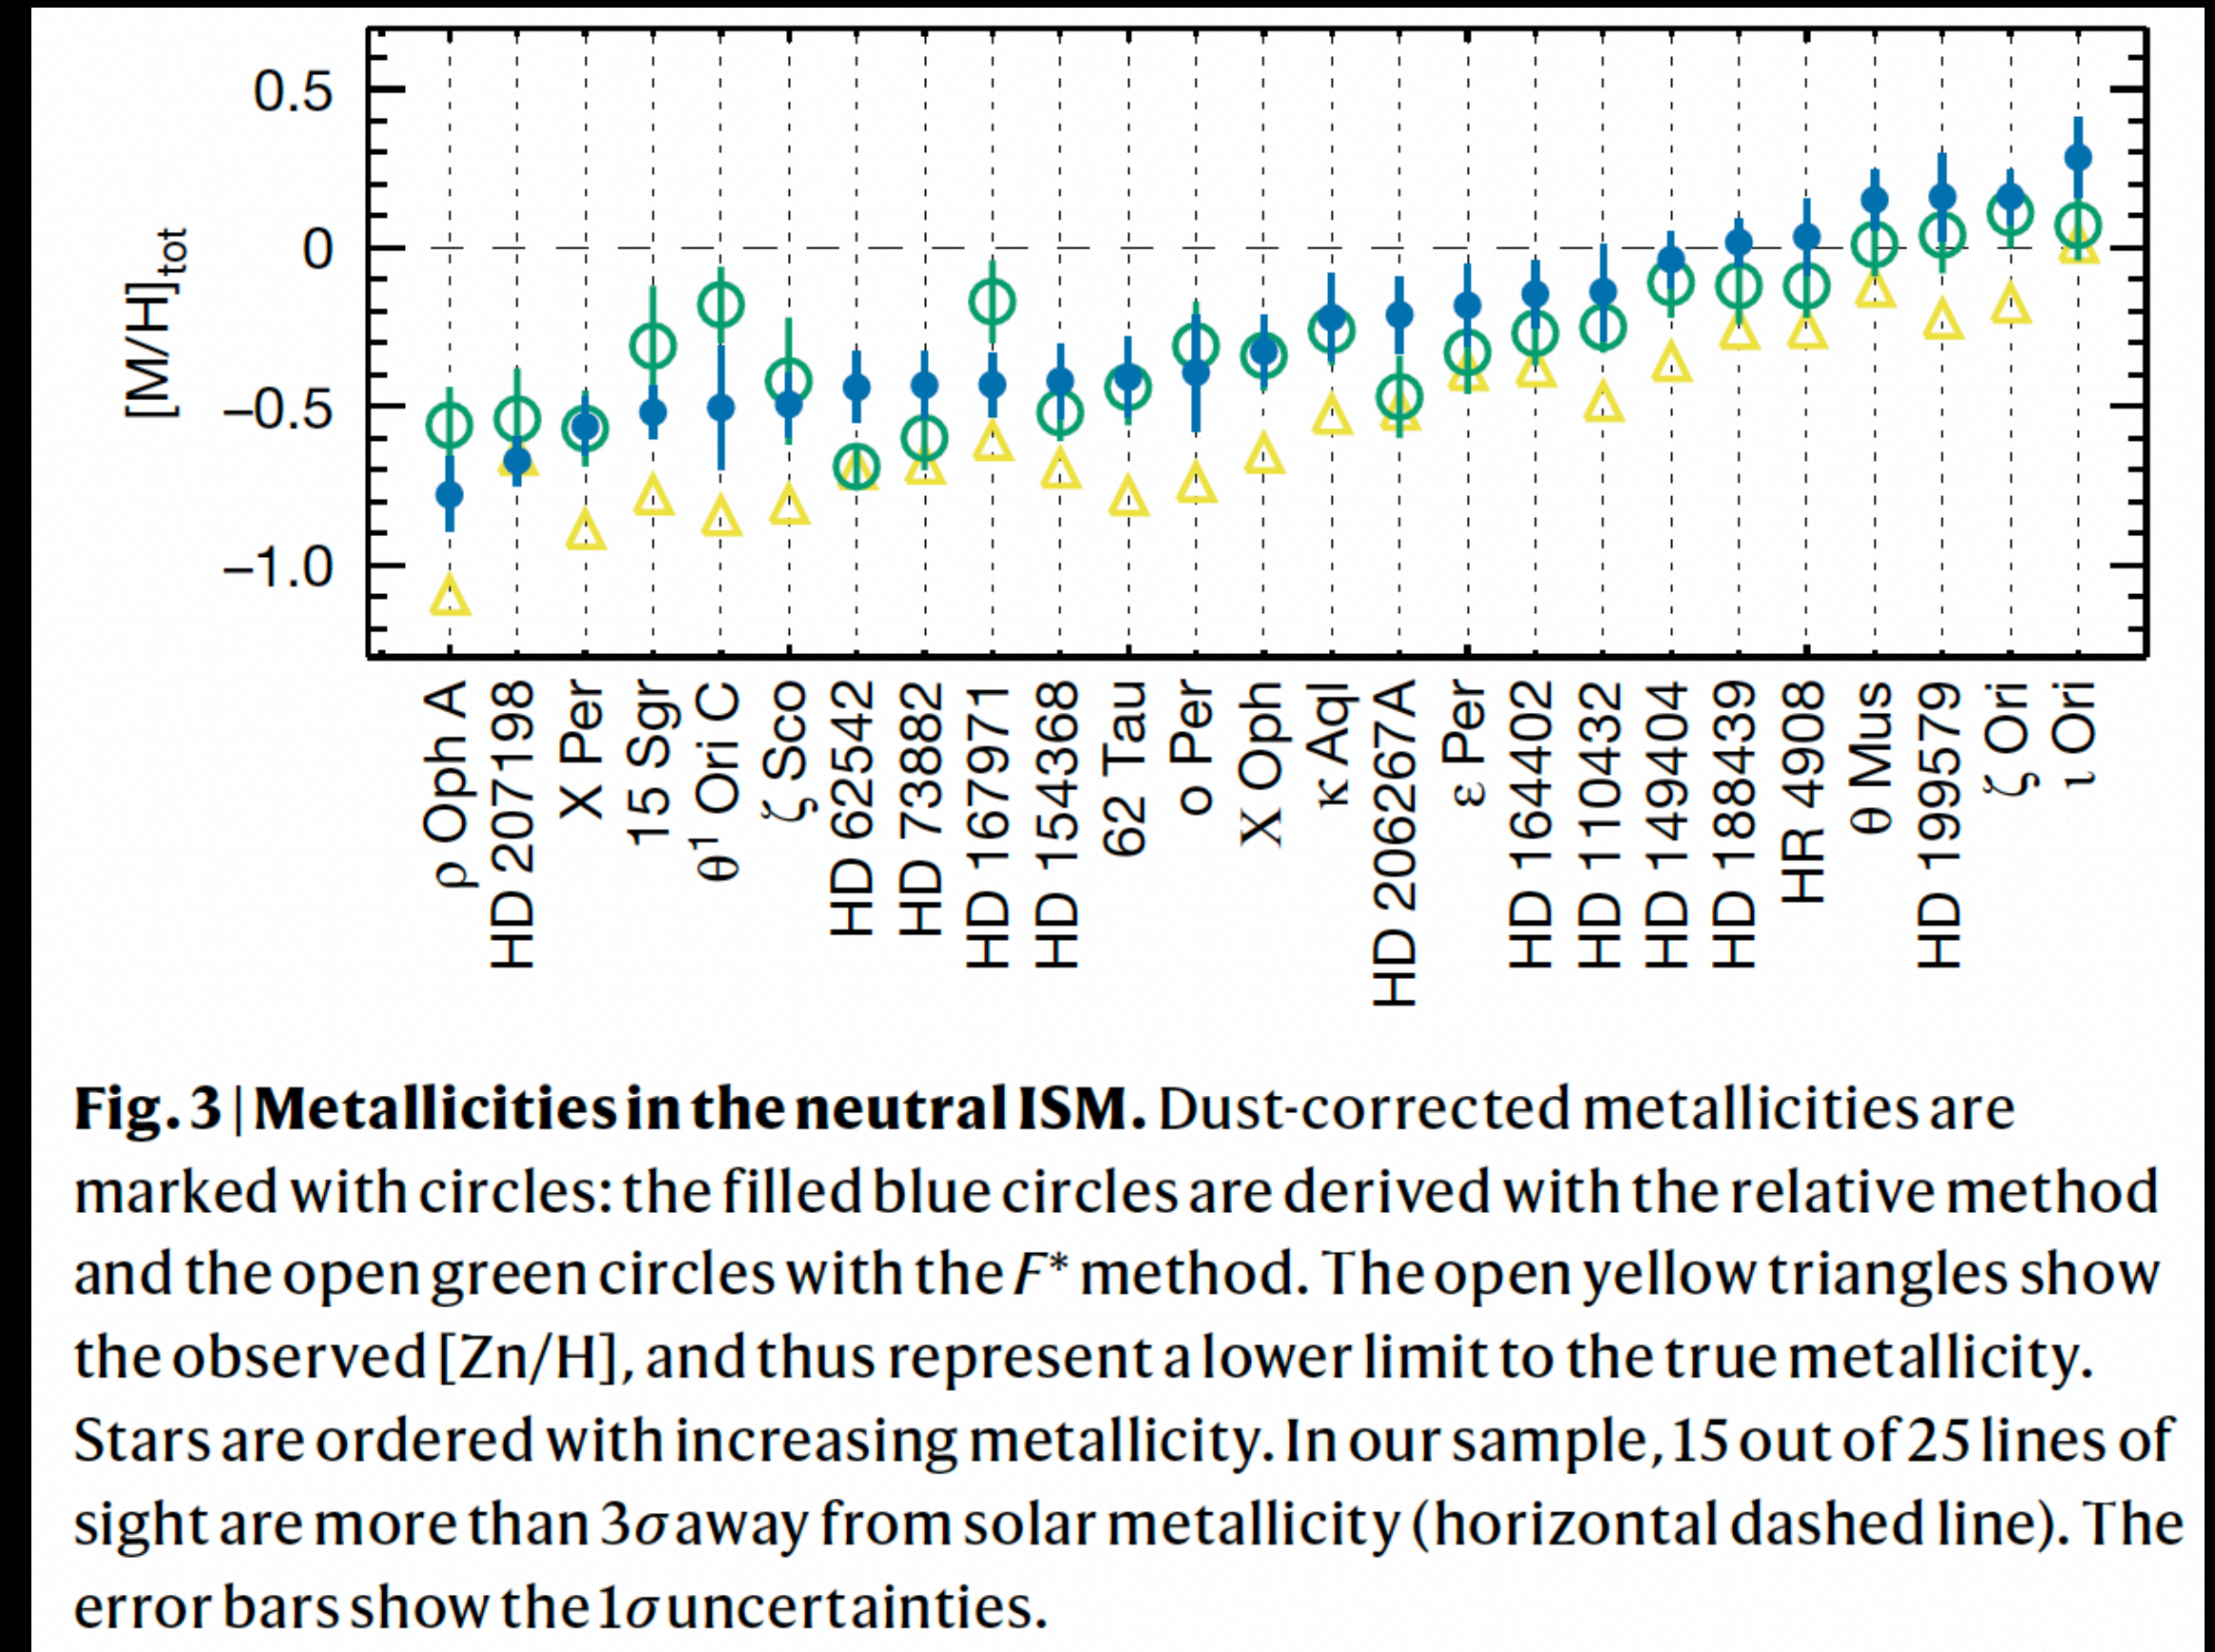 0.5
0
−0.5
−1.0
[M/H]tot
ρ Oph A
HD 207198
X Per
15 Sgr
θ¹ Ori C
ζ Sco
HD 62542
HD 73882
HD 167971
HD 154368
62 Tau
ο Per
Χ Oph
κ Aql
HD 206267A
ε Per
HD 164402
HD 110432
HD 149404
HD 188439
HR 4908
θ Mus
HD 199579
ζ Ori
ι Ori
Fig. 3 | Metallicities in the neutral ISM. Dust-corrected metallicities are
marked with circles: the filled blue circles are derived with the relative method
and the open green circles with the F* method. The open yellow triangles show
the observed [Zn/H], and thus represent a lower limit to the true metallicity.
Stars are ordered with increasing metallicity. In our sample, 15 out of 25 lines of
sight are more than 3σ away from solar metallicity (horizontal dashed line). The
error bars show the 1σ uncertainties.